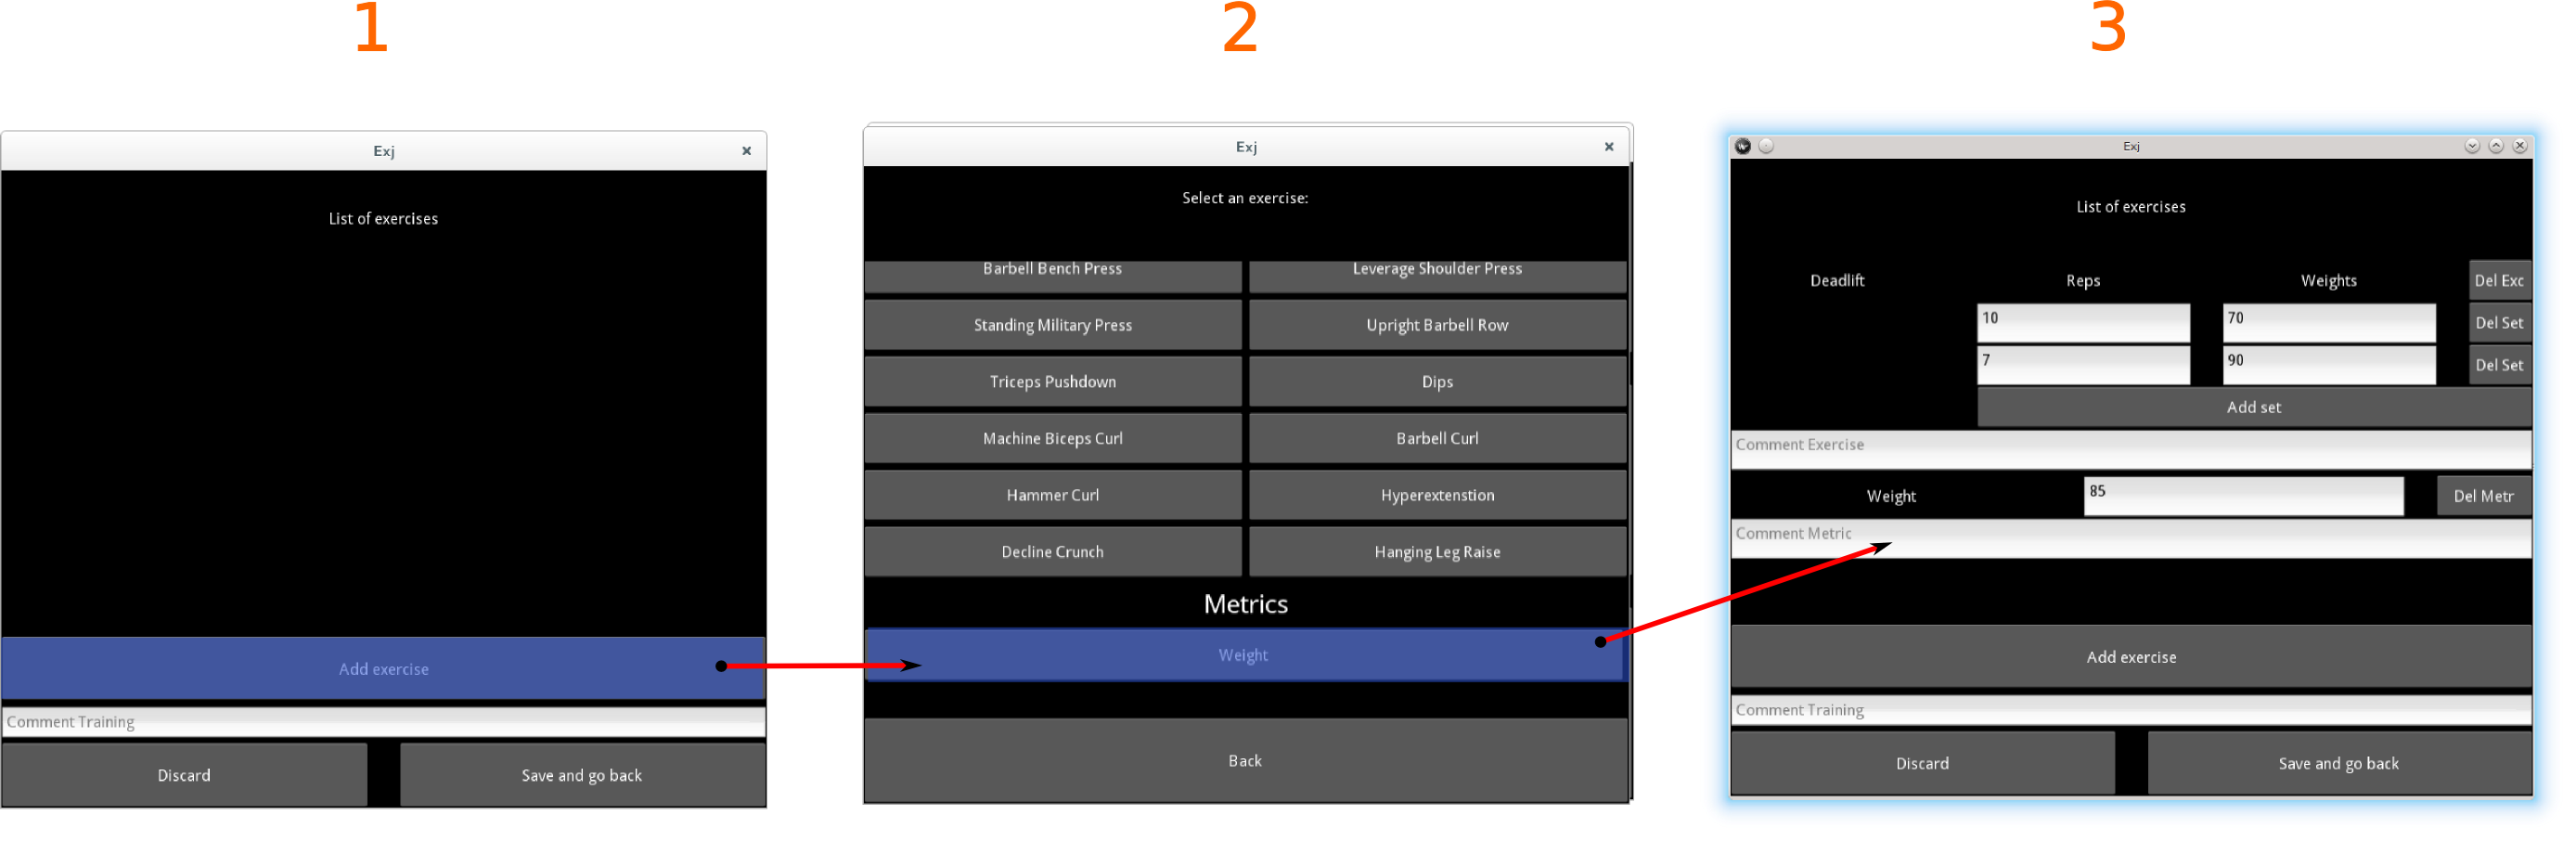 1
2
3
Exj
List of exercises
Add exercise
Comment Training
Discard
Save and go back
Exj
Select an exercise:
Barbell Bench Press
Leverage Shoulder Press
Standing Military Press
Upright Barbell Row
Triceps Pushdown
Dips
Machine Biceps Curl
Barbell Curl
Hammer Curl
Hyperextenstion
Decline Crunch
Hanging Leg Raise
Metrics
Weight
Back
Exj
List of exercises
Deadlift Reps Weights Del Exc
10 70 Del Set
7 90 Del Set
Add set
Comment Exercise
Weight 85 Del Metr
Comment Metric
Add exercise
Comment Training
Discard
Save and go back